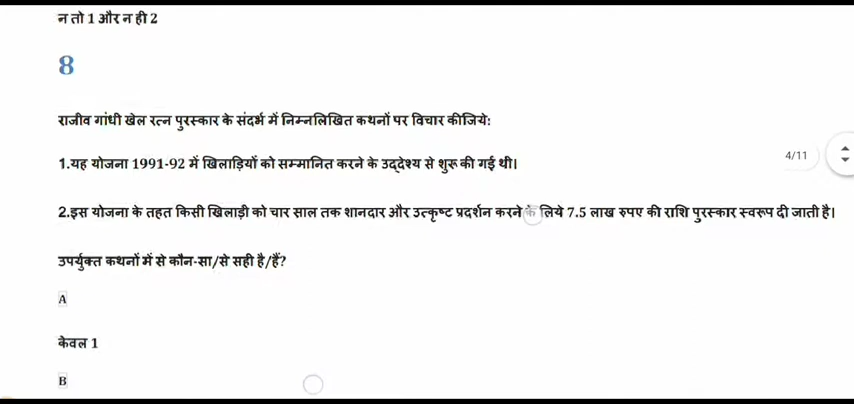 न तो 1 और न ही 2
8
राजीव गांधी खेल रत्न पुरस्कार के संदर्भ में निम्नलिखित कथनों पर विचार कीजिये:
1.यह योजना 1991-92 में खिलाड़ियों को सम्मानित करने के उद्देश्य से शुरू की गई थी।
4/11
2.इस योजना के तहत किसी खिलाड़ी को चार साल तक शानदार और उत्कृष्ट प्रदर्शन करने के लिये 7.5 लाख रुपए की राशि पुरस्कार स्वरूप दी जाती है।
उपर्युक्त कथनों में से कौन-सा/से सही है/हैं?
A
केवल 1
B